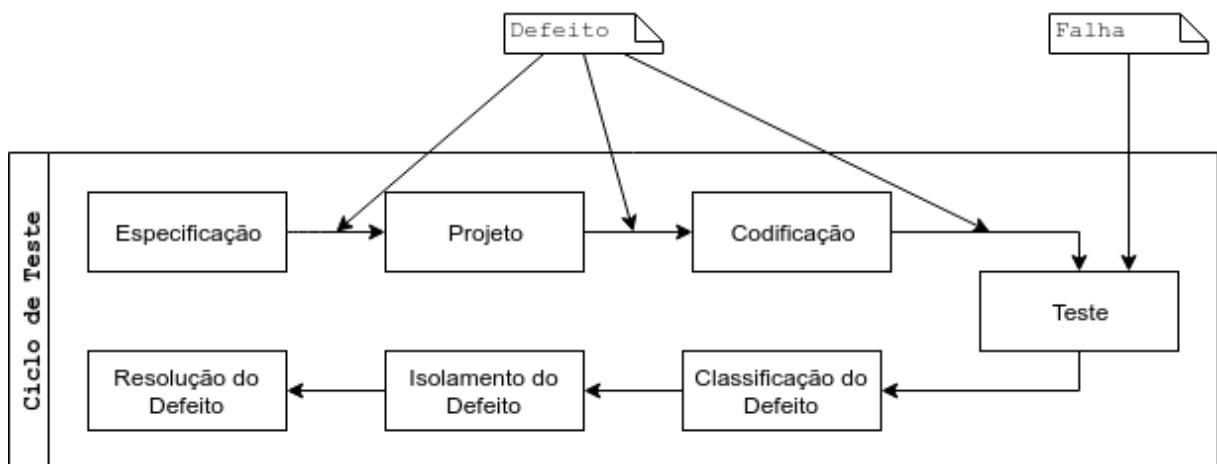 Defeito
Falha
Ciclo de Teste
Especificação
Projeto
Codificação
Teste
Resolução do
Defeito
Isolamento do
Defeito
Classificação do
Defeito